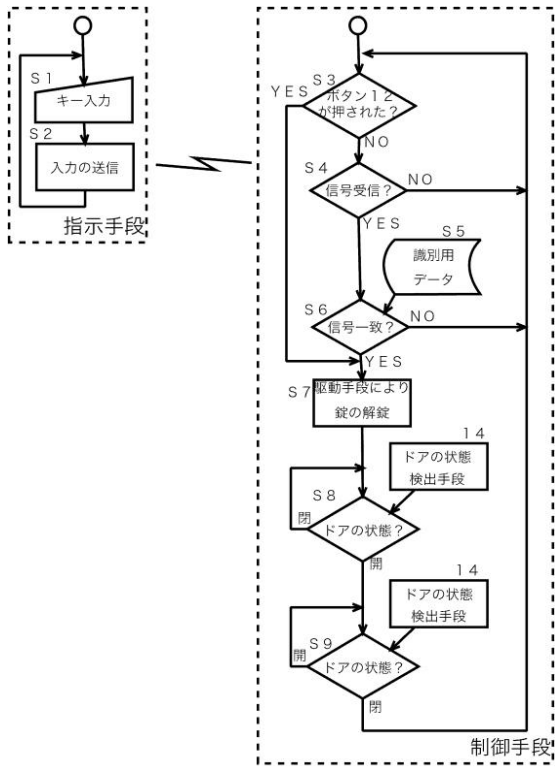 S1
キー入力
S2
入力の送信
指示手段
S3
YES
ボタン12
が押された?
NO
S4
信号受信?
NO
YES
S5
識別用
データ
S6
信号一致?
NO
YES
S7
駆動手段により
錠の解錠
14
ドアの状態
検出手段
S8
閉
ドアの状態?
開
14
ドアの状態
検出手段
S9
開
ドアの状態?
閉
制御手段